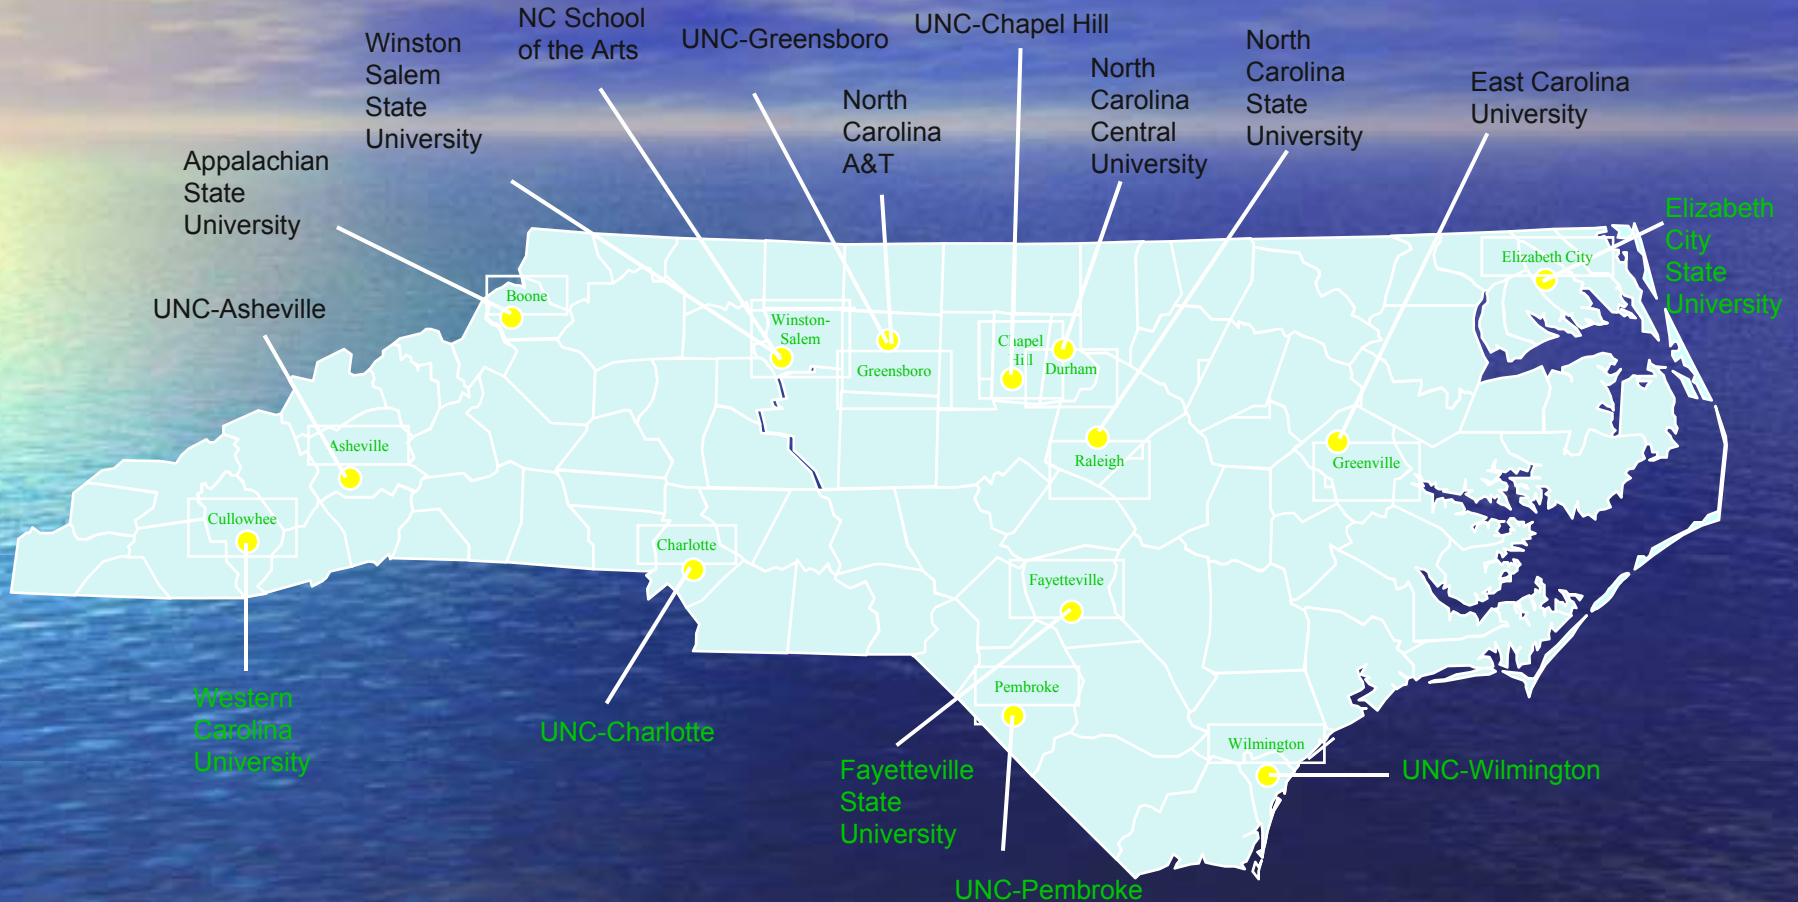 NC School
of the Arts
UNC-Greensboro
UNC-Chapel Hill
Winston
Salem
State
University
North
Carolina
A&T
North
Carolina
Central
University
North
Carolina
State
University
East Carolina
University
Appalachian
State
University
Elizabeth
City
State
University
UNC-Asheville
Elizabeth City
Boone
Winston-
Salem
Greensboro
Chapel
Hill
Durham
Asheville
Raleigh
Greenville
Cullowhee
Charlotte
Fayetteville
Pembroke
Wilmington
Western
Carolina
University
UNC-Charlotte
Fayetteville
State
University
UNC-Wilmington
UNC-Pembroke